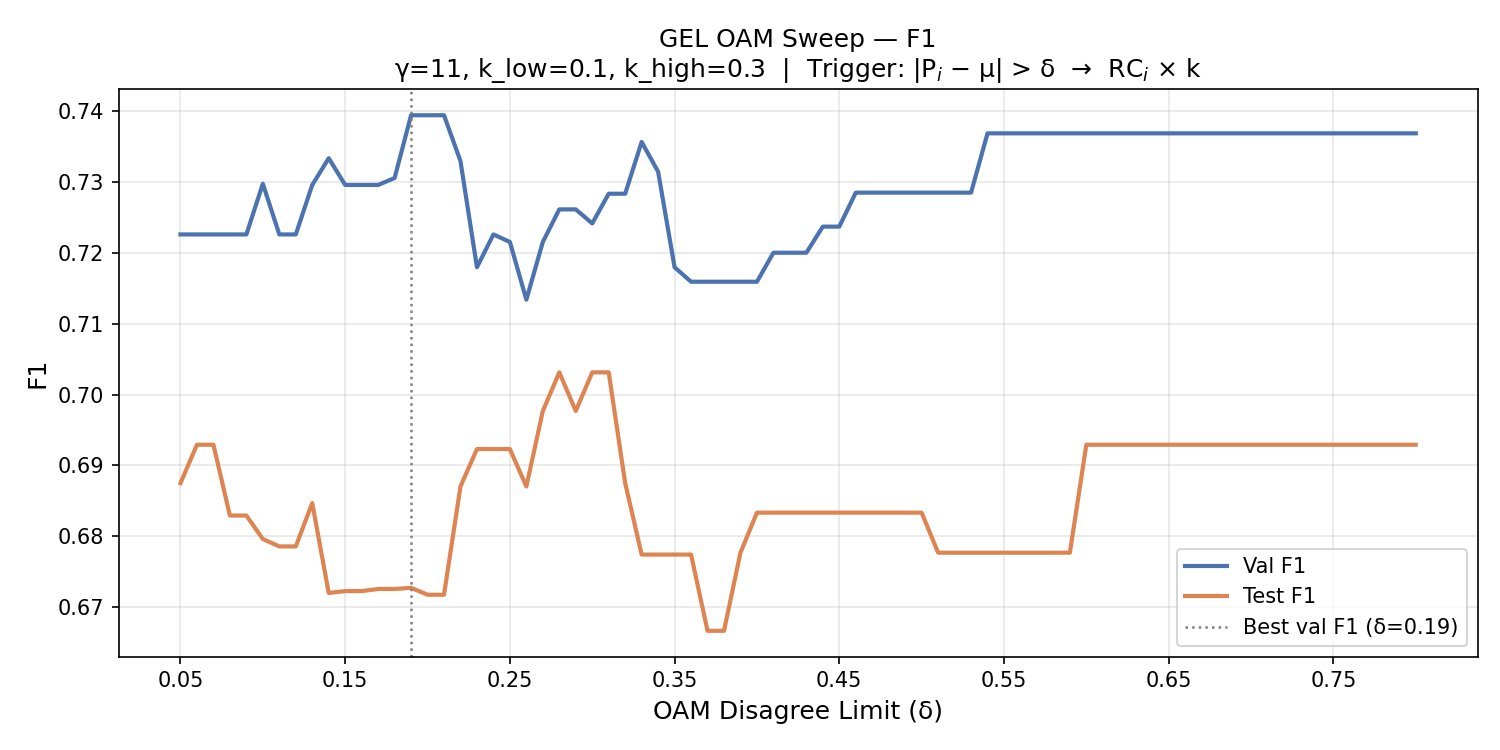 GEL OAM Sweep — F1
γ=11, k_low=0.1, k_high=0.3 | Trigger: |Pᵢ − μ| > δ → RCᵢ × k
0.74
0.73
0.72
0.71
0.70
0.69
0.68
0.67
F1
Val F1
Test F1
Best val F1 (δ=0.19)
0.05 0.15 0.25 0.35 0.45 0.55 0.65 0.75
OAM Disagree Limit (δ)